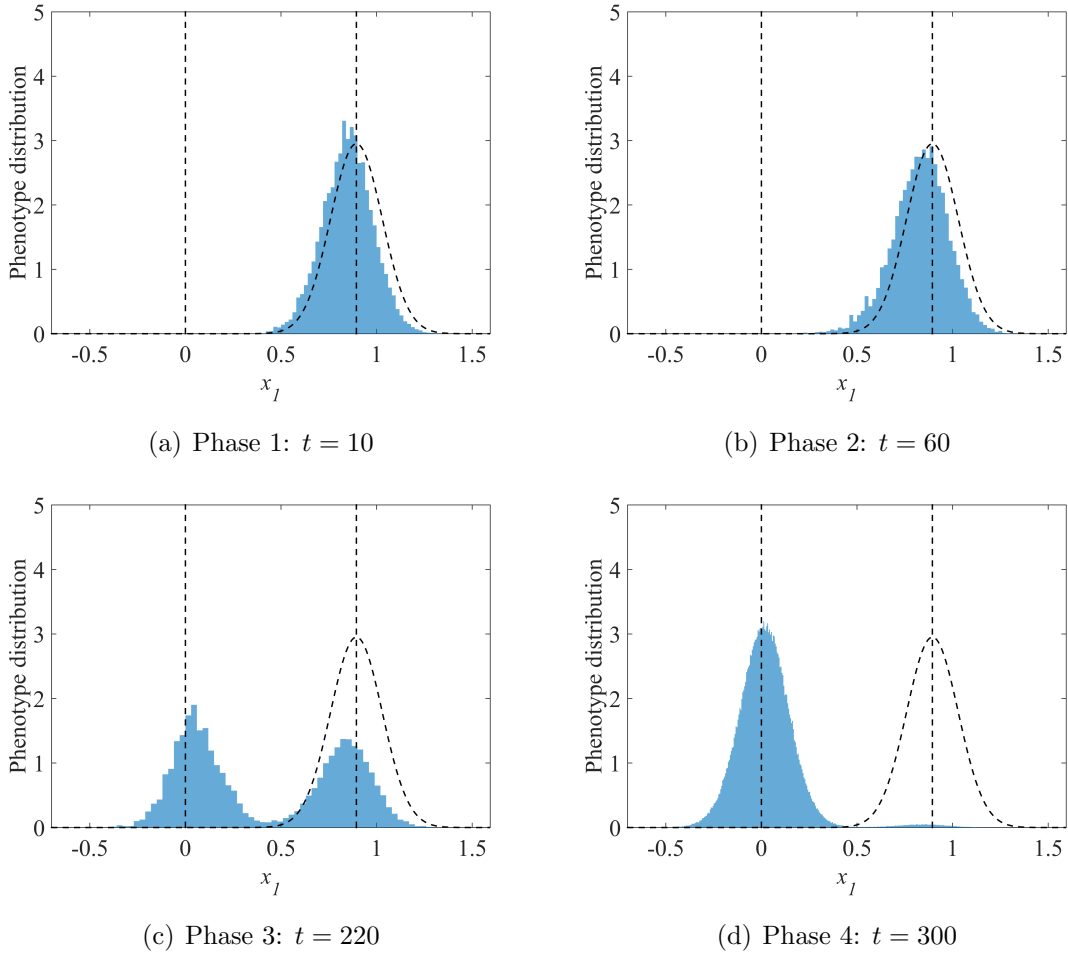 5
4
3
2
1
0
Phenotype distribution
-0.5 0 0.5 1 1.5
x_1
(a) Phase 1: t = 10
5
4
3
2
1
0
Phenotype distribution
-0.5 0 0.5 1 1.5
x_1
(b) Phase 2: t = 60
5
4
3
2
1
0
Phenotype distribution
-0.5 0 0.5 1 1.5
x_1
(c) Phase 3: t = 220
5
4
3
2
1
0
Phenotype distribution
-0.5 0 0.5 1 1.5
x_1
(d) Phase 4: t = 300